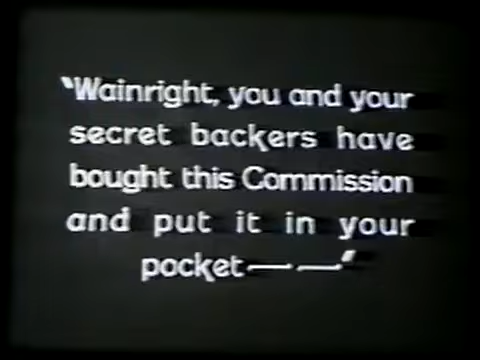 "Wainright, you and your
secret backers have
bought this Commission
and put it in your
pocket— —"